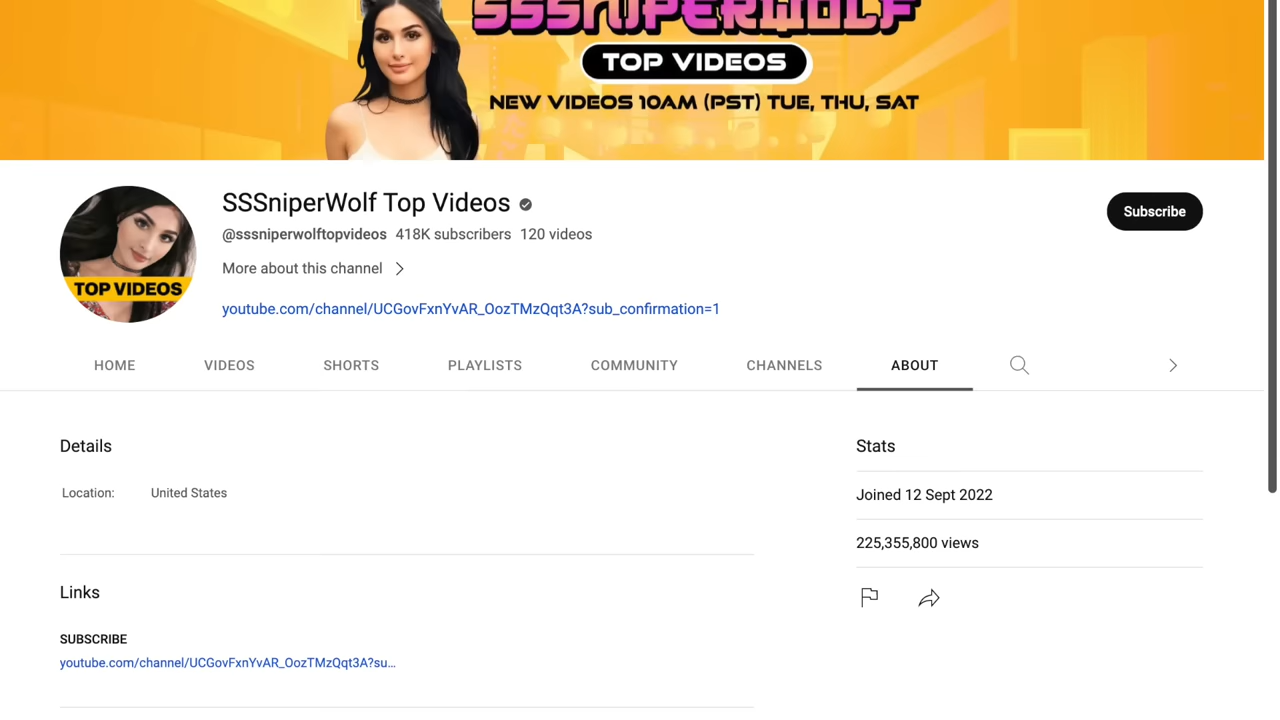 SSSNIPERWOLF
TOP VIDEOS
NEW VIDEOS 10AM (PST) TUE, THU, SAT
TOP VIDEOS
SSSniperWolf Top Videos
@sssniperwolftopvideos 418K subscribers 120 videos
More about this channel
youtube.com/channel/UCGovFxnYvAR_OozTMzQqt3A?sub_confirmation=1
Subscribe
HOME VIDEOS SHORTS PLAYLISTS COMMUNITY CHANNELS ABOUT
Details
Location: United States
Links
SUBSCRIBE
youtube.com/channel/UCGovFxnYvAR_OozTMzQqt3A?su...
Stats
Joined 12 Sept 2022
225,355,800 views